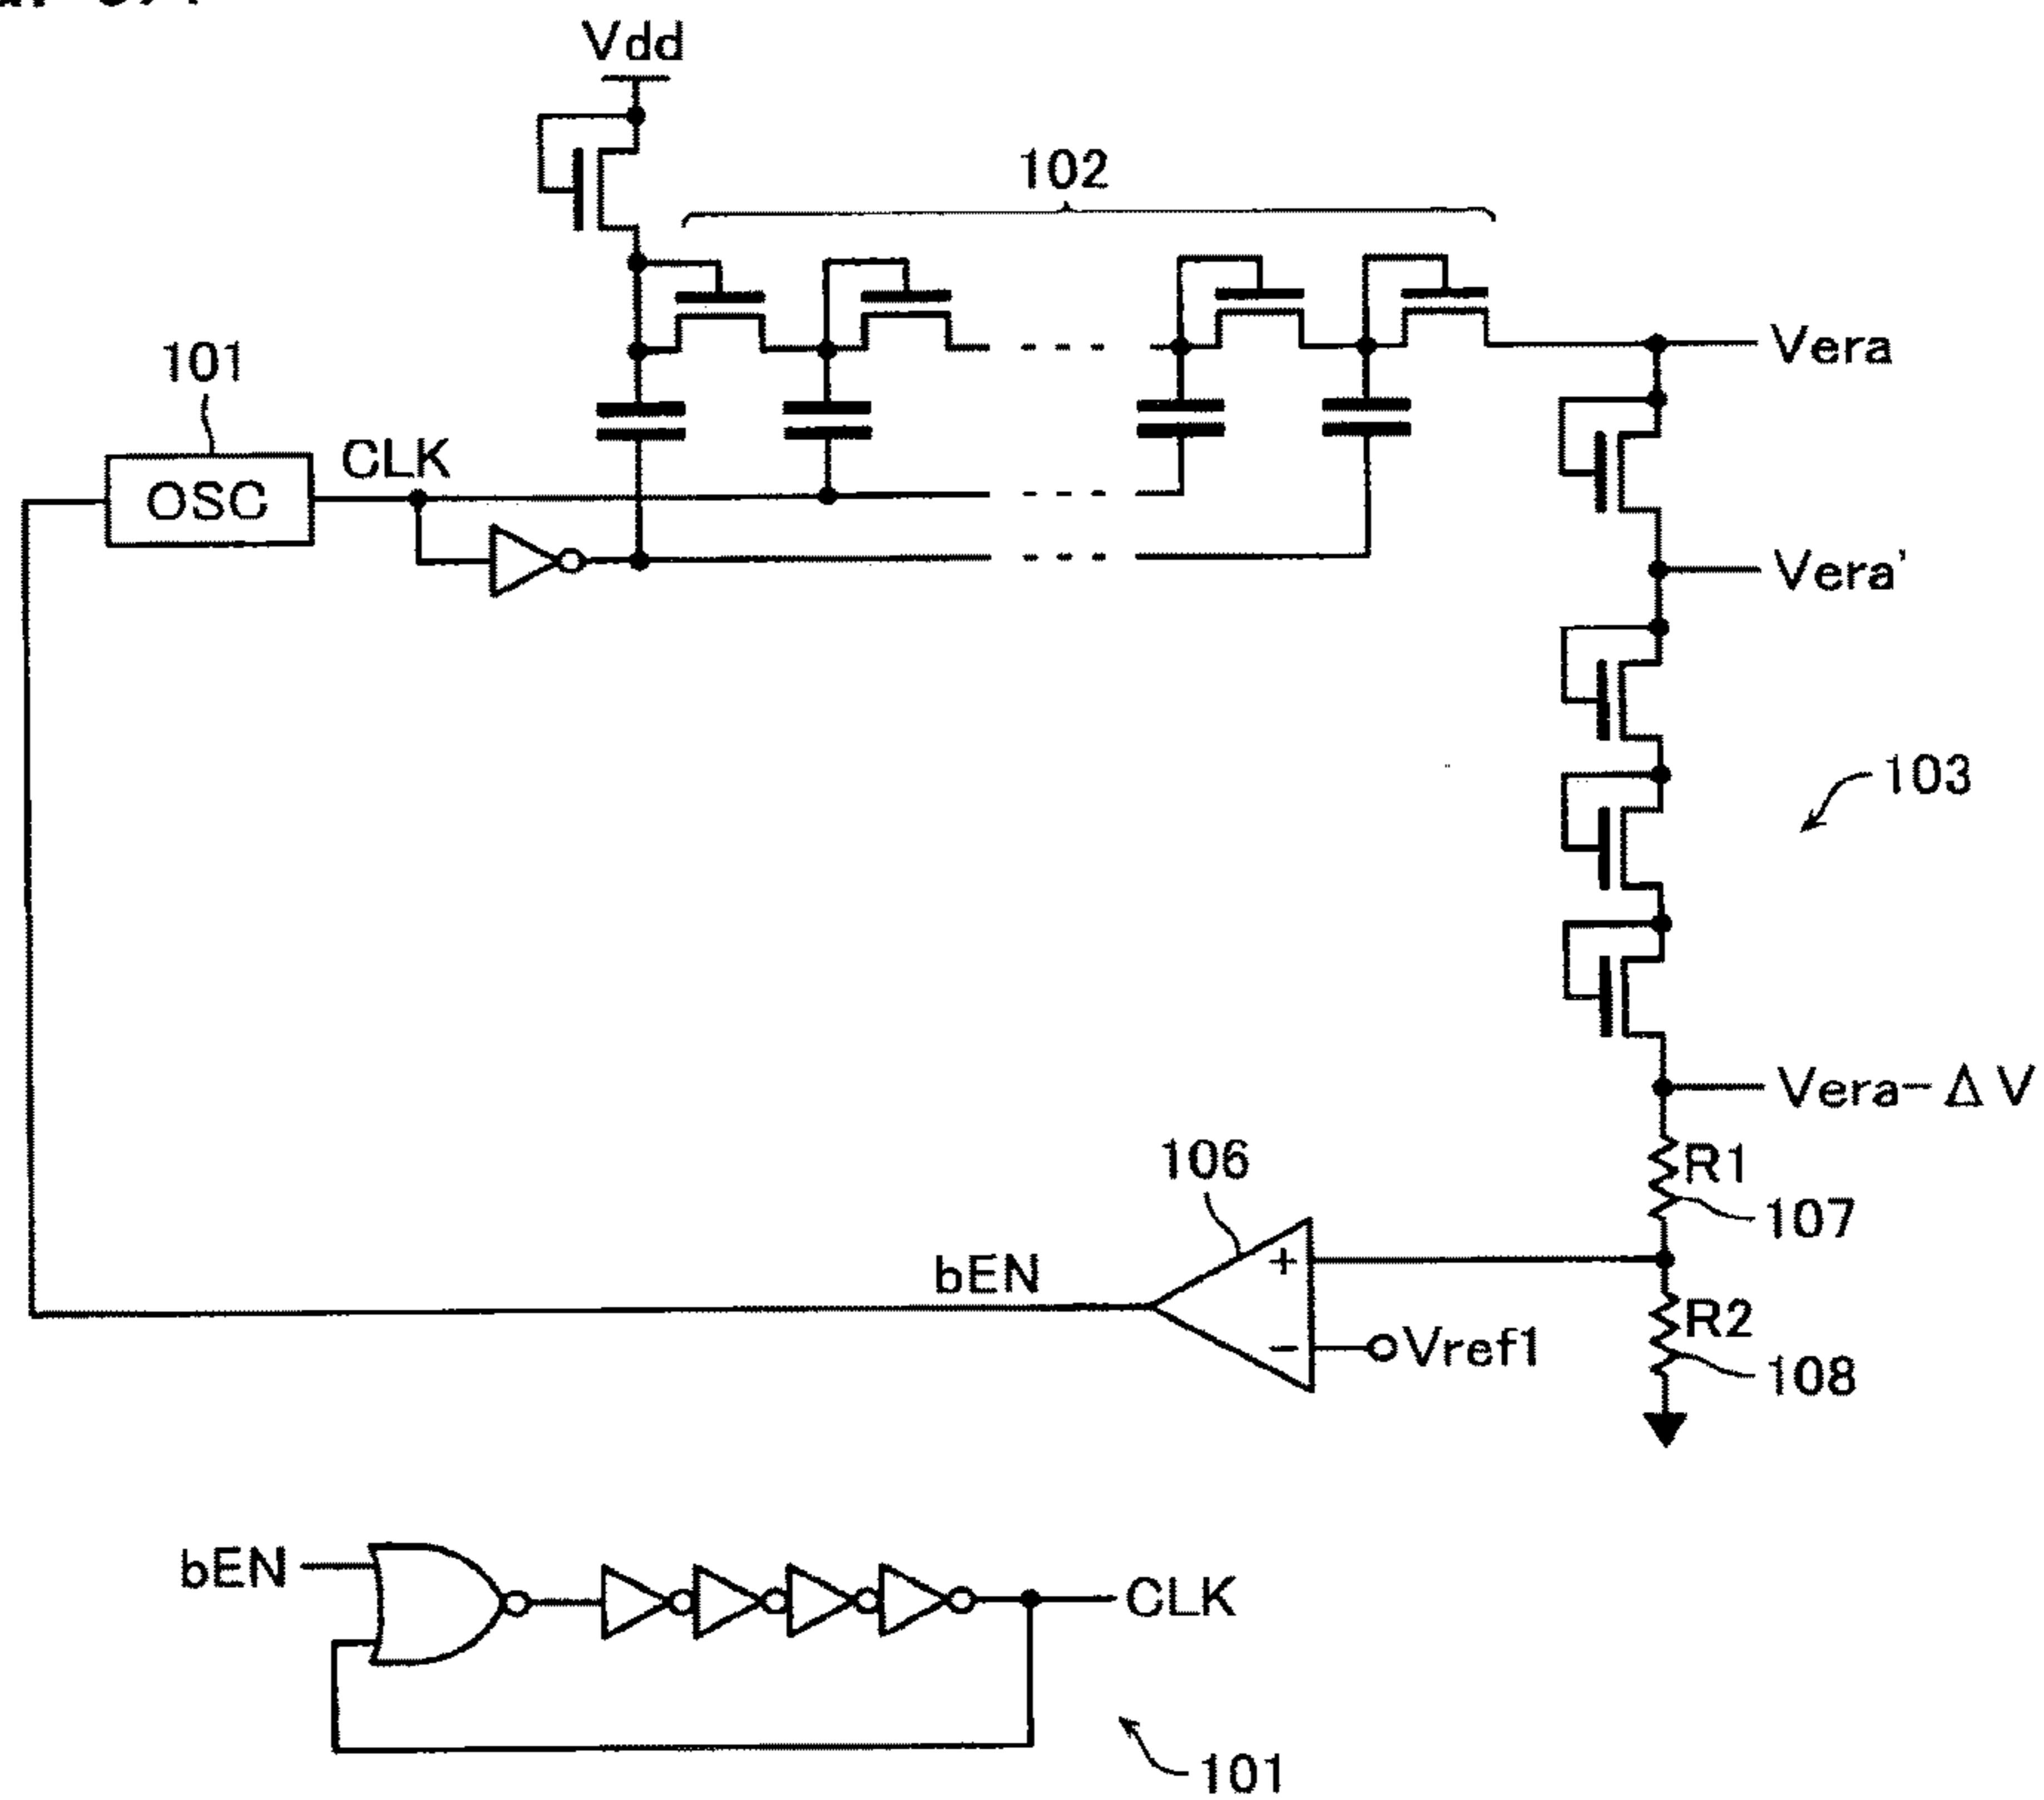 Vdd
102
101
CLK
OSC
Vera
Vera'
103
Vera-ΔV
R1
107
106
+
bEN
R2
-
Vref1
108
bEN
CLK
101